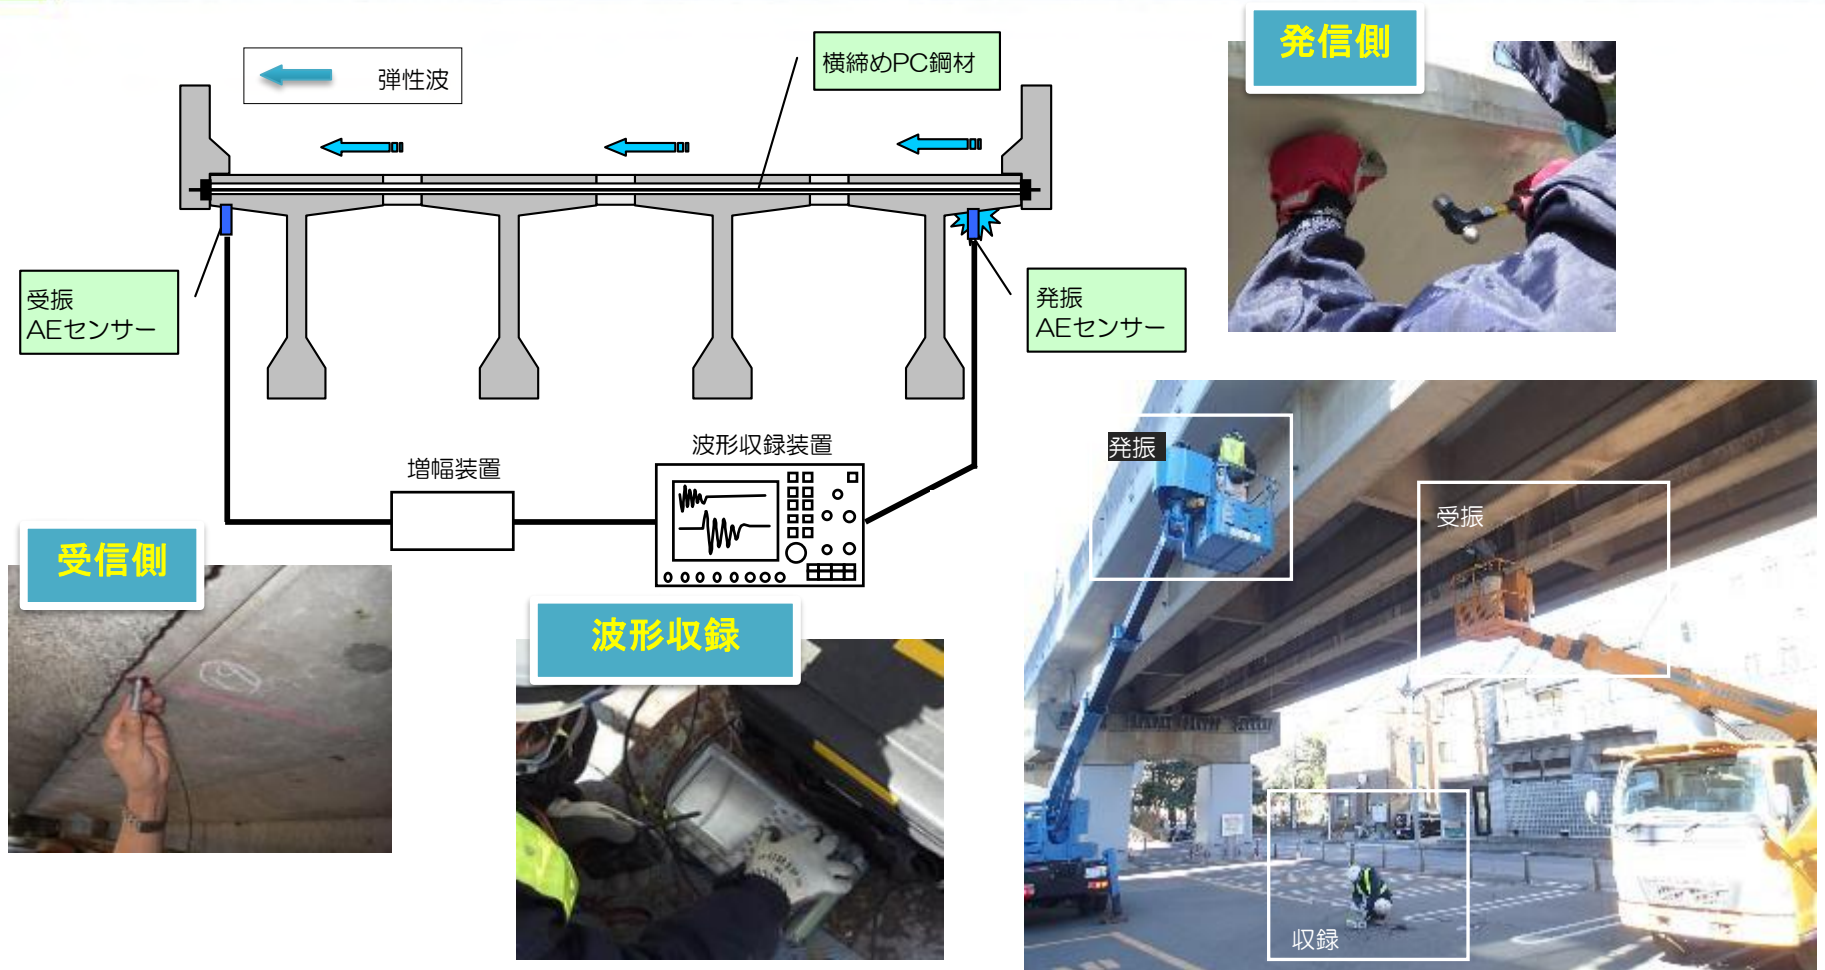 発信側
弾性波
横締めPC鋼材
受振
AEセンサー
発振
AEセンサー
波形収録装置
増幅装置
受信側
波形収録
発振
受振
収録